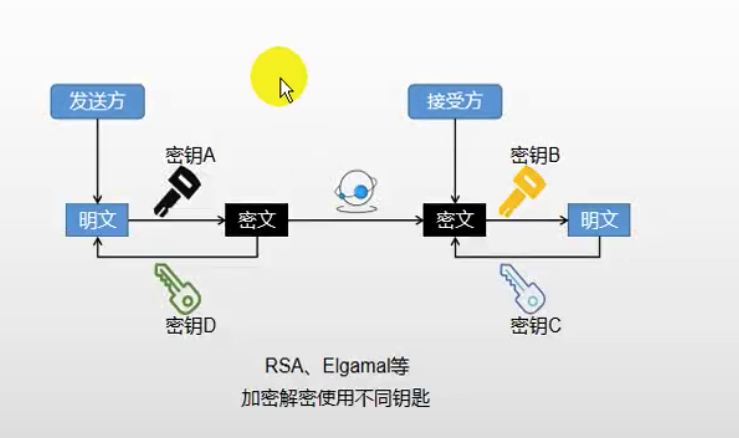 发送方
接受方
密钥A
密钥B
明文
密文
密文
明文
密钥D
密钥C
RSA、Elgamal等
加密解密使用不同钥匙